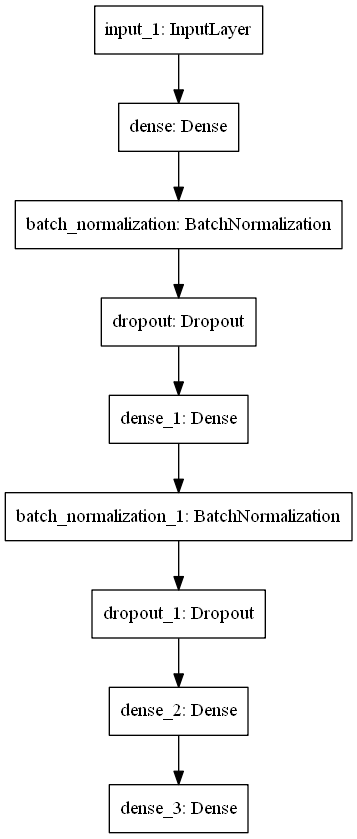 input_1: InputLayer
dense: Dense
batch_normalization: BatchNormalization
dropout: Dropout
dense_1: Dense
batch_normalization_1: BatchNormalization
dropout_1: Dropout
dense_2: Dense
dense_3: Dense